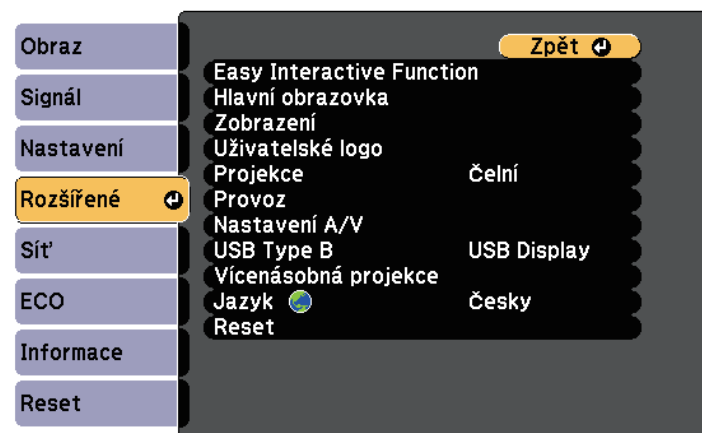 Obraz
Signál
Nastavení
Rozšířené
Síť
ECO
Informace
Reset
Zpět
Easy Interactive Function
Hlavní obrazovka
Zobrazení
Uživatelské logo
Projekce Čelní
Provoz
Nastavení A/V
USB Type B USB Display
Vícenásobná projekce
Jazyk Česky
Reset